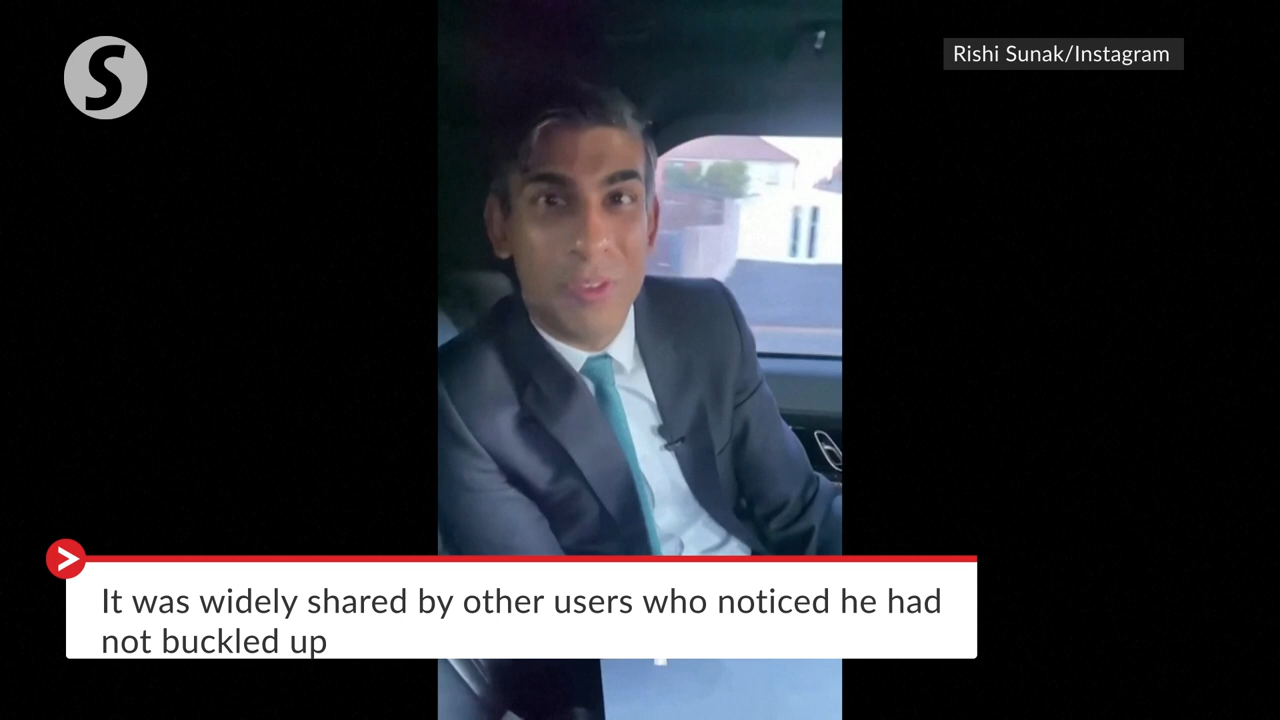 S
Rishi Sunak/Instagram
It was widely shared by other users who noticed he had
not buckled up